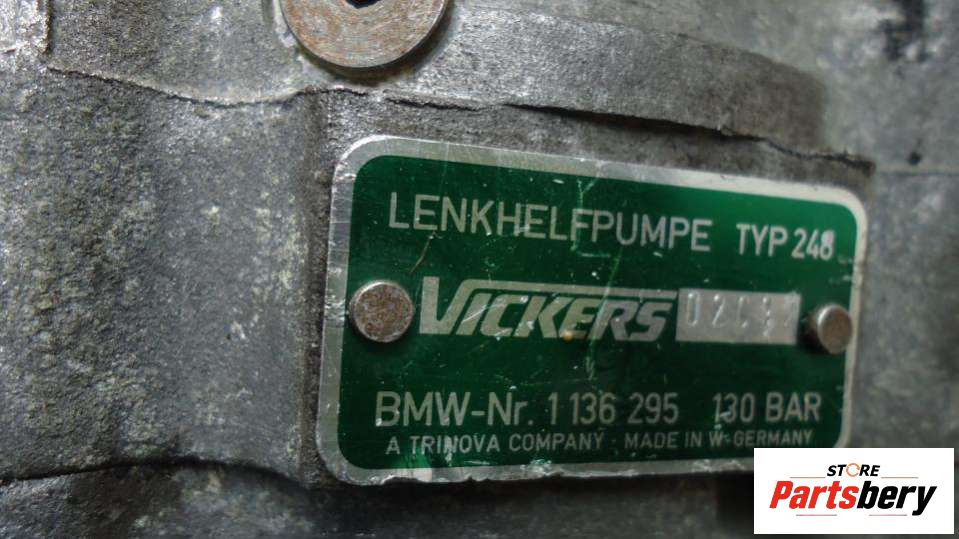 LENKHELFPUMPE TYP 248
VICKERS
BMW-Nr. 1 136 295 130 BAR
A TRINOVA COMPANY · MADE IN W-GERMANY
STORE
Partsbery